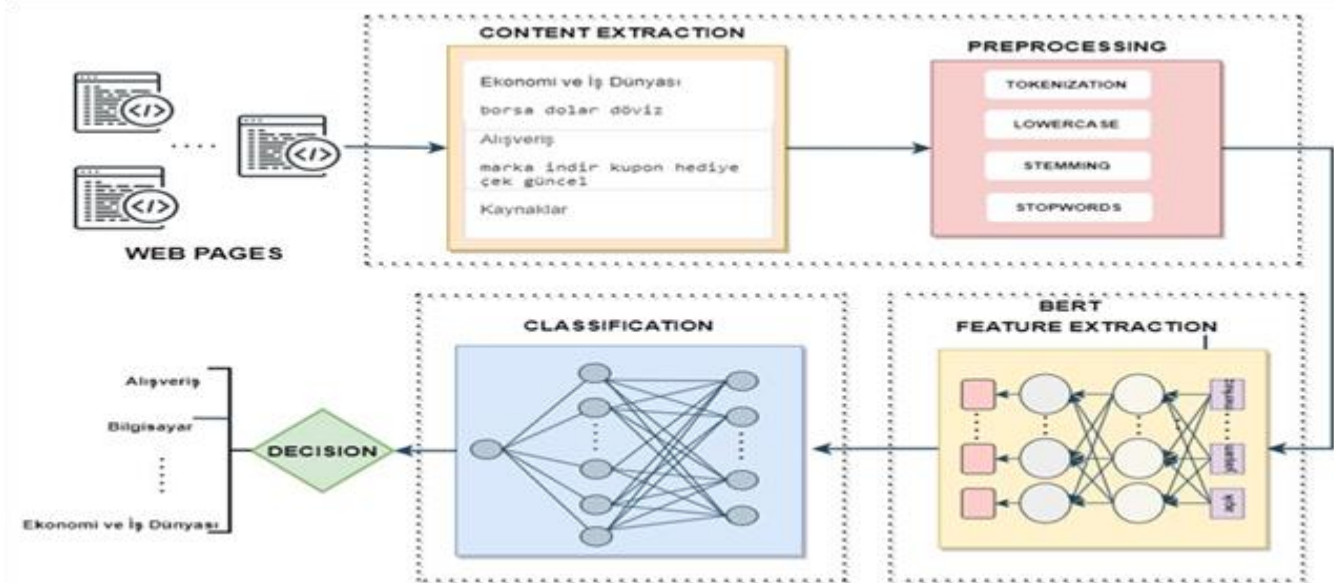 CONTENT EXTRACTION
Ekonomi ve İş Dünyası
borsa dolar döviz
Alışveriş
marka indir kupon hediye
çek güncel
Kaynaklar
PREPROCESSING
TOKENIZATION
LOWERCASE
STEMMING
STOPWORDS
</>
</>
</>
WEB PAGES
BERT
FEATURE EXTRACTION
açık
CLASSIFICATION
DECISION
Alışveriş
Bilgisayar
Ekonomi ve İş Dünyası